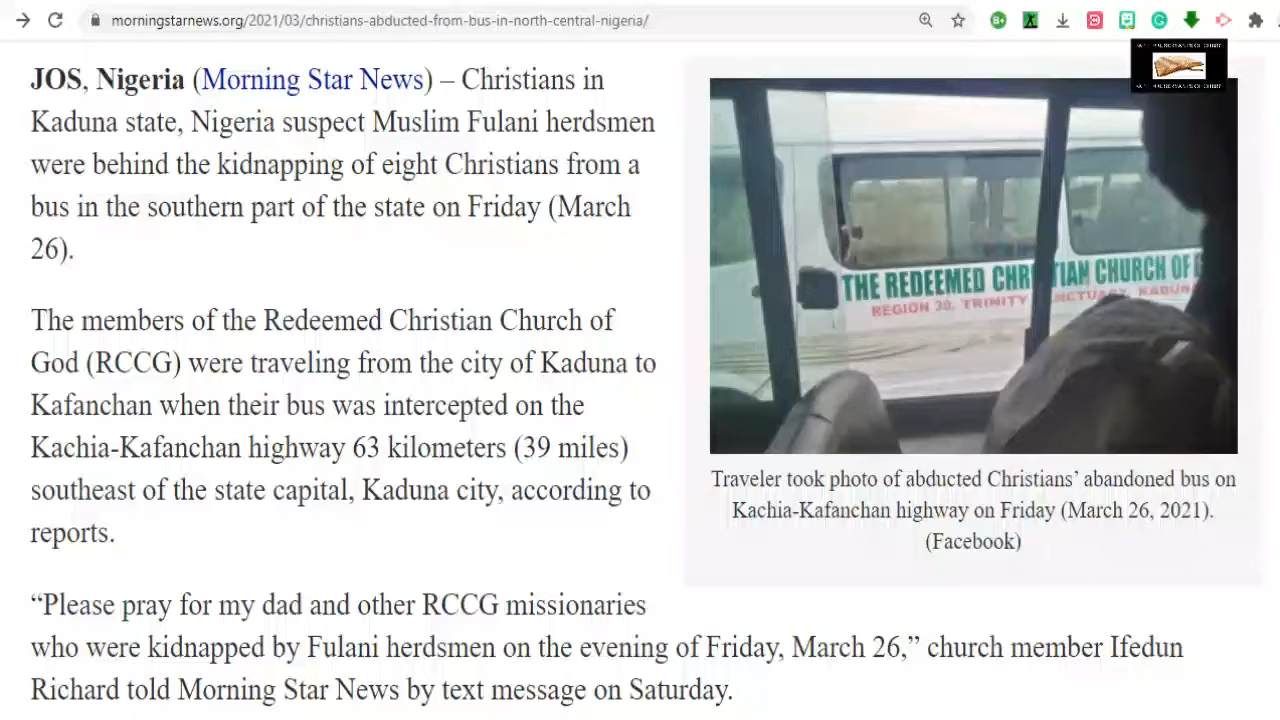 morningstarnews.org/2021/03/christians-abducted-from-bus-in-north-central-nigeria/
JOS, Nigeria (Morning Star News) – Christians in
Kaduna state, Nigeria suspect Muslim Fulani herdsmen
were behind the kidnapping of eight Christians from a
bus in the southern part of the state on Friday (March
26).
The members of the Redeemed Christian Church of
God (RCCG) were traveling from the city of Kaduna to
Kafanchan when their bus was intercepted on the
Kachia-Kafanchan highway 63 kilometers (39 miles)
southeast of the state capital, Kaduna city, according to
reports.
THE REDEEMED CHR TIAN CHURCH OF
REGION 30, TRINITY
Traveler took photo of abducted Christians’ abandoned bus on
Kachia-Kafanchan highway on Friday (March 26, 2021).
(Facebook)
“Please pray for my dad and other RCCG missionaries
who were kidnapped by Fulani herdsmen on the evening of Friday, March 26,” church member Ifedun
Richard told Morning Star News by text message on Saturday.